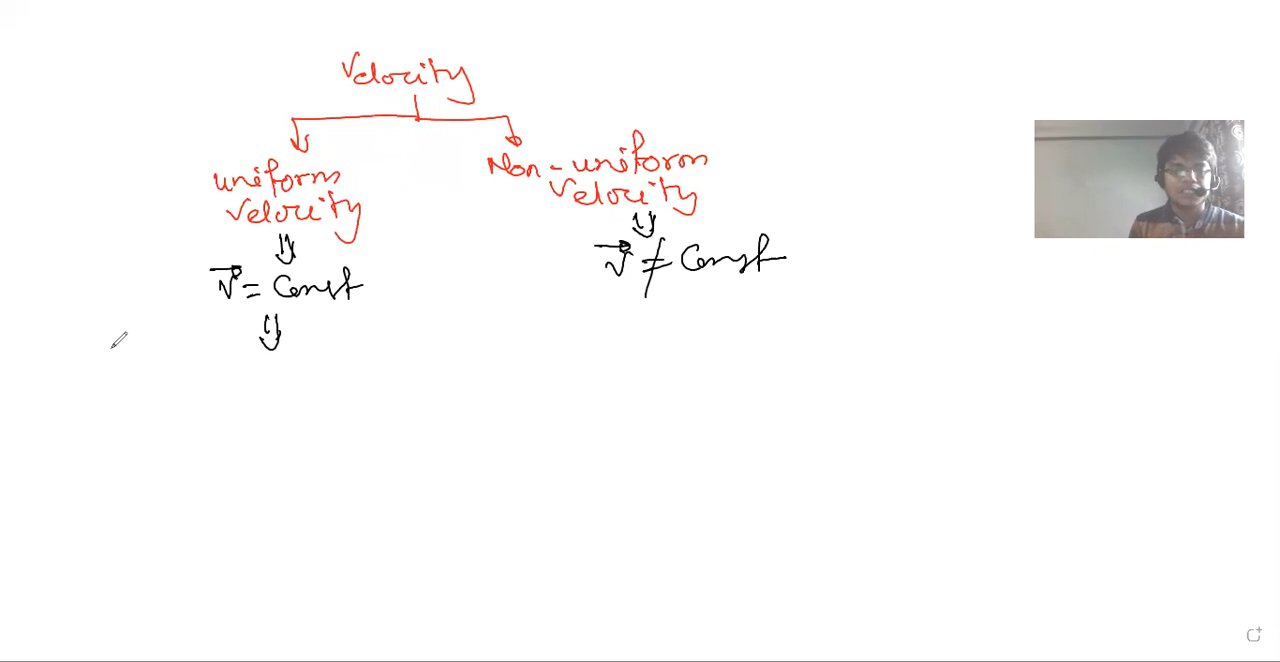 Velocity
uniform
Velocity
Non-uniform
Velocity
v⃗ = Const
v⃗ ≠ Const